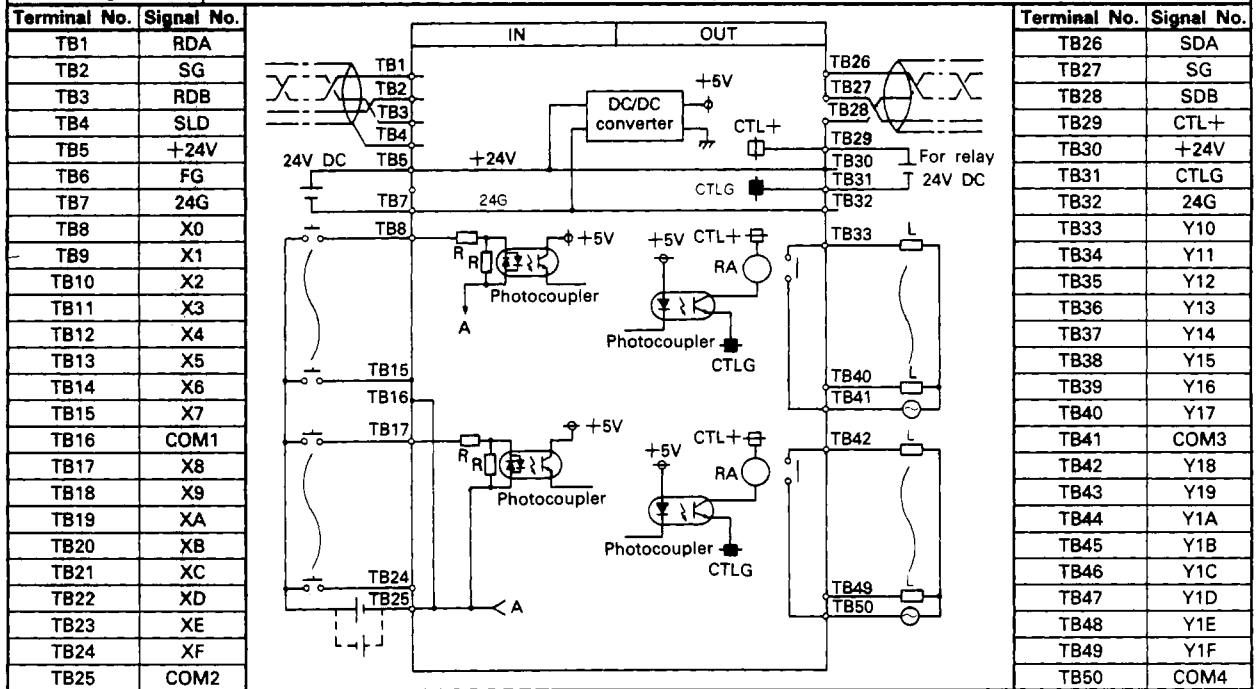 Terminal No. Signal No.
TB1 RDA
TB2 SG
TB3 RDB
TB4 SLD
TB5 +24V
TB6 FG
TB7 24G
TB8 X0
TB9 X1
TB10 X2
TB11 X3
TB12 X4
TB13 X5
TB14 X6
TB15 X7
TB16 COM1
TB17 X8
TB18 X9
TB19 XA
TB20 XB
TB21 XC
TB22 XD
TB23 XE
TB24 XF
TB25 COM2
IN OUT
TB1
TB2
TB3
TB4
24V DC TB5 +24V
TB7 24G
DC/DC
converter
+5V
CTL+
CTLG
TB26
TB27
TB28
TB29
TB30
TB31
TB32
For relay
24V DC
TB8
R
R
+5V
Photocoupler
A
+5V CTL+
RA
Photocoupler
CTLG
TB33 L
TB15
TB16
TB40 L
TB41
TB17
R
R
+5V
Photocoupler
CTL+
+5V
RA
Photocoupler
CTLG
TB42 L
TB24
TB25
A
TB49 L
TB50
Terminal No. Signal No.
TB26 SDA
TB27 SG
TB28 SDB
TB29 CTL+
TB30 +24V
TB31 CTLG
TB32 24G
TB33 Y10
TB34 Y11
TB35 Y12
TB36 Y13
TB37 Y14
TB38 Y15
TB39 Y16
TB40 Y17
TB41 COM3
TB42 Y18
TB43 Y19
TB44 Y1A
TB45 Y1B
TB46 Y1C
TB47 Y1D
TB48 Y1E
TB49 Y1F
TB50 COM4